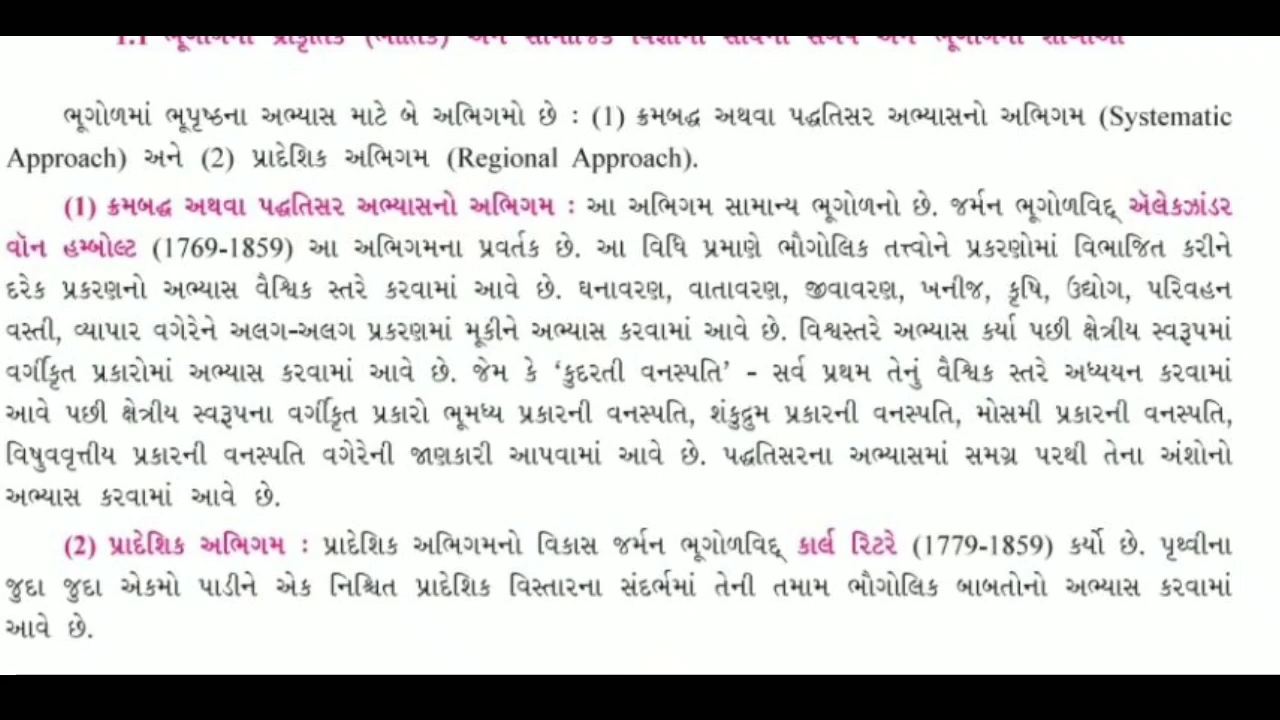 ભૂગોળમાં ભૂપૃષ્ઠના અભ્યાસ માટે બે અભિગમો છે : (1) ક્રમબદ્ધ અથવા પદ્ધતિસર અભ્યાસનો અભિગમ (Systematic
Approach) અને (2) પ્રાદેશિક અભિગમ (Regional Approach).
(1) ક્રમબદ્ધ અથવા પદ્ધતિસર અભ્યાસનો અભિગમ : આ અભિગમ સામાન્ય ભૂગોળનો છે. જર્મન ભૂગોળવિદ્ ઍલેકઝાંડર
વૉન હમ્બોલ્ટ (1769-1859) આ અભિગમના પ્રવર્તક છે. આ વિધિ પ્રમાણે ભૌગોલિક તત્ત્વોને પ્રકરણોમાં વિભાજિત કરીને
દરેક પ્રકરણનો અભ્યાસ વૈશ્વિક સ્તરે કરવામાં આવે છે. ઘનાવરણ, વાતાવરણ, જીવાવરણ, ખનીજ, કૃષિ, ઉદ્યોગ, પરિવહન
વસ્તી, વ્યાપાર વગેરેને અલગ-અલગ પ્રકરણમાં મૂકીને અભ્યાસ કરવામાં આવે છે. વિશ્વસ્તરે અભ્યાસ કર્યા પછી ક્ષેત્રીય સ્વરૂપમાં
વર્ગીકૃત પ્રકારોમાં અભ્યાસ કરવામાં આવે છે. જેમ કે ‘કુદરતી વનસ્પતિ’ - સર્વ પ્રથમ તેનું વૈશ્વિક સ્તરે અધ્યયન કરવામાં
આવે પછી ક્ષેત્રીય સ્વરૂપના વર્ગીકૃત પ્રકારો ભૂમધ્ય પ્રકારની વનસ્પતિ, શંકુદ્રુમ પ્રકારની વનસ્પતિ, મોસમી પ્રકારની વનસ્પતિ,
વિષુવવૃત્તીય પ્રકારની વનસ્પતિ વગેરેની જાણકારી આપવામાં આવે છે. પદ્ધતિસરના અભ્યાસમાં સમગ્ર પરથી તેના અંશોનો
અભ્યાસ કરવામાં આવે છે.
(2) પ્રાદેશિક અભિગમ : પ્રાદેશિક અભિગમનો વિકાસ જર્મન ભૂગોળવિદ્ કાર્લ રિટરે (1779-1859) કર્યો છે. પૃથ્વીના
જુદા જુદા એકમો પાડીને એક નિશ્ચિત પ્રાદેશિક વિસ્તારના સંદર્ભમાં તેની તમામ ભૌગોલિક બાબતોનો અભ્યાસ કરવામાં
આવે છે.